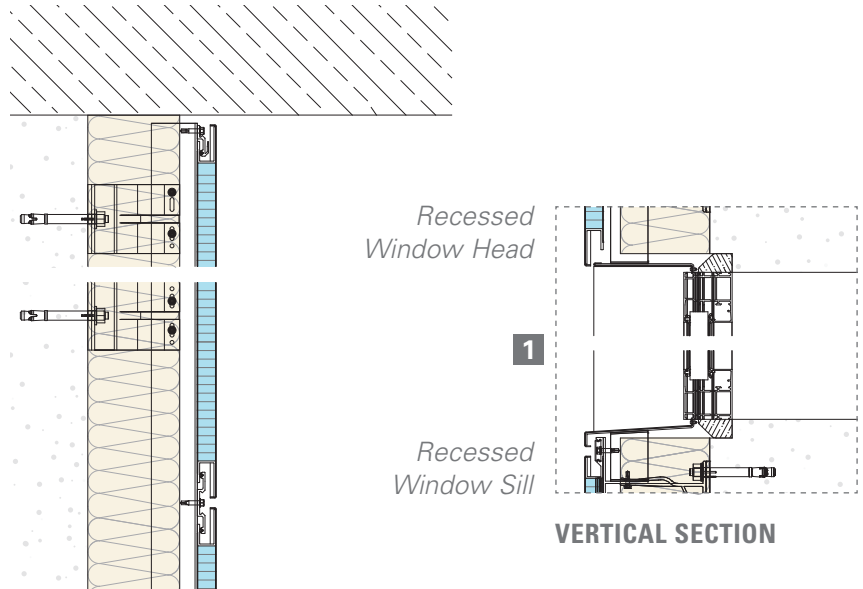 Recessed
Window Head
1
Recessed
Window Sill
VERTICAL SECTION